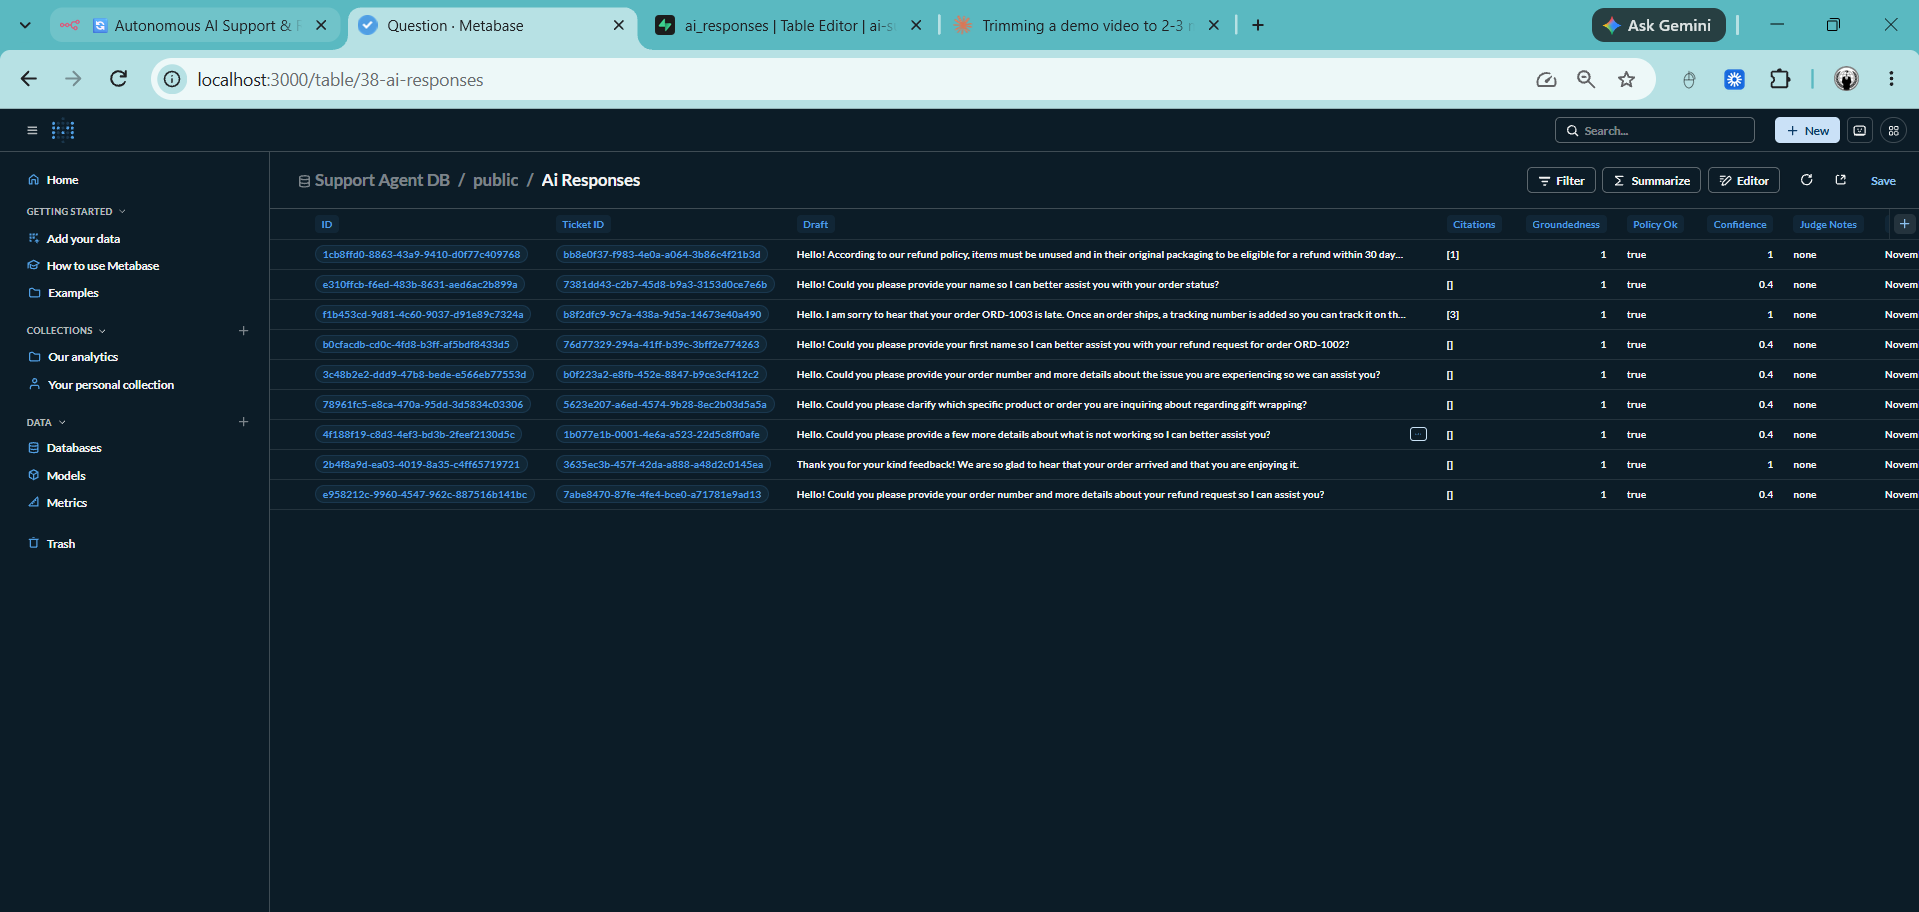 Autonomous AI Support &
Question · Metabase
ai_responses | Table Editor | ai-s
Trimming a demo video to 2-3
Ask Gemini
localhost:3000/table/38-ai-responses
Search...
+ New
Home
GETTING STARTED
Add your data
How to use Metabase
Examples
COLLECTIONS
Our analytics
Your personal collection
DATA
Databases
Models
Metrics
Trash
Support Agent DB / public / Ai Responses
Filter
Summarize
Editor
Save
ID Ticket ID Draft Citations Groundedness Policy Ok Confidence Judge Notes
1cb8ffd0-8863-43a9-9410-d0f77c409768 bb8e0f37-f983-4e0a-a064-3b86c4f21b3d Hello! According to our refund policy, items must be unused and in their original packaging to be eligible for a refund within 30 day... [1] 1 true 1 none Novem
e310ffcb-f6ed-483b-8631-aed6ac2b899a 7381dd43-c2b7-45d8-b9a3-3153d0ce7e6b Hello! Could you please provide your name so I can better assist you with your order status? [] 1 true 0.4 none Novem
f1b453cd-9d81-4c60-9037-d91e89c7324a b8f2dfc9-9c7a-438a-9d5a-14673e40a490 Hello. I am sorry to hear that your order ORD-1003 is late. Once an order ships, a tracking number is added so you can track it on th... [3] 1 true 1 none Novem
b0cfacdb-cd0c-4fd8-b3ff-af5bdf8433d5 76d77329-294a-41ff-b39c-3bff2e774263 Hello! Could you please provide your first name so I can better assist you with your refund request for order ORD-1002? [] 1 true 0.4 none Novem
3c48b2e2-ddd9-47b8-bede-e566eb77553d b0f223a2-e8fb-452e-8847-b9ce3cf412c2 Hello. Could you please provide your order number and more details about the issue you are experiencing so we can assist you? [] 1 true 0.4 none Novem
78961fc5-e8ca-470a-95dd-3d5834c03306 5623e207-a6ed-4574-9b28-8ec2b03d5a5a Hello. Could you please clarify which specific product or order you are inquiring about regarding gift wrapping? [] 1 true 0.4 none Novem
4f188f19-c8d3-4ef3-bd3b-2feef2130d5c 1b077e1b-0001-4e6a-a523-22d5c8ff0afe Hello. Could you please provide a few more details about what is not working so I can better assist you? [] 1 true 0.4 none Novem
2b4f8a9d-ea03-4019-8a35-c4ff65719721 3635ec3b-457f-42da-a888-a48d2c0145ea Thank you for your kind feedback! We are so glad to hear that your order arrived and that you are enjoying it. [] 1 true 1 none Novem
e958212c-9960-4547-962c-887516b141bc 7abe8470-87fe-4fe4-bce0-a71781e9ad13 Hello! Could you please provide your order number and more details about your refund request so I can assist you? [] 1 true 0.4 none Novem